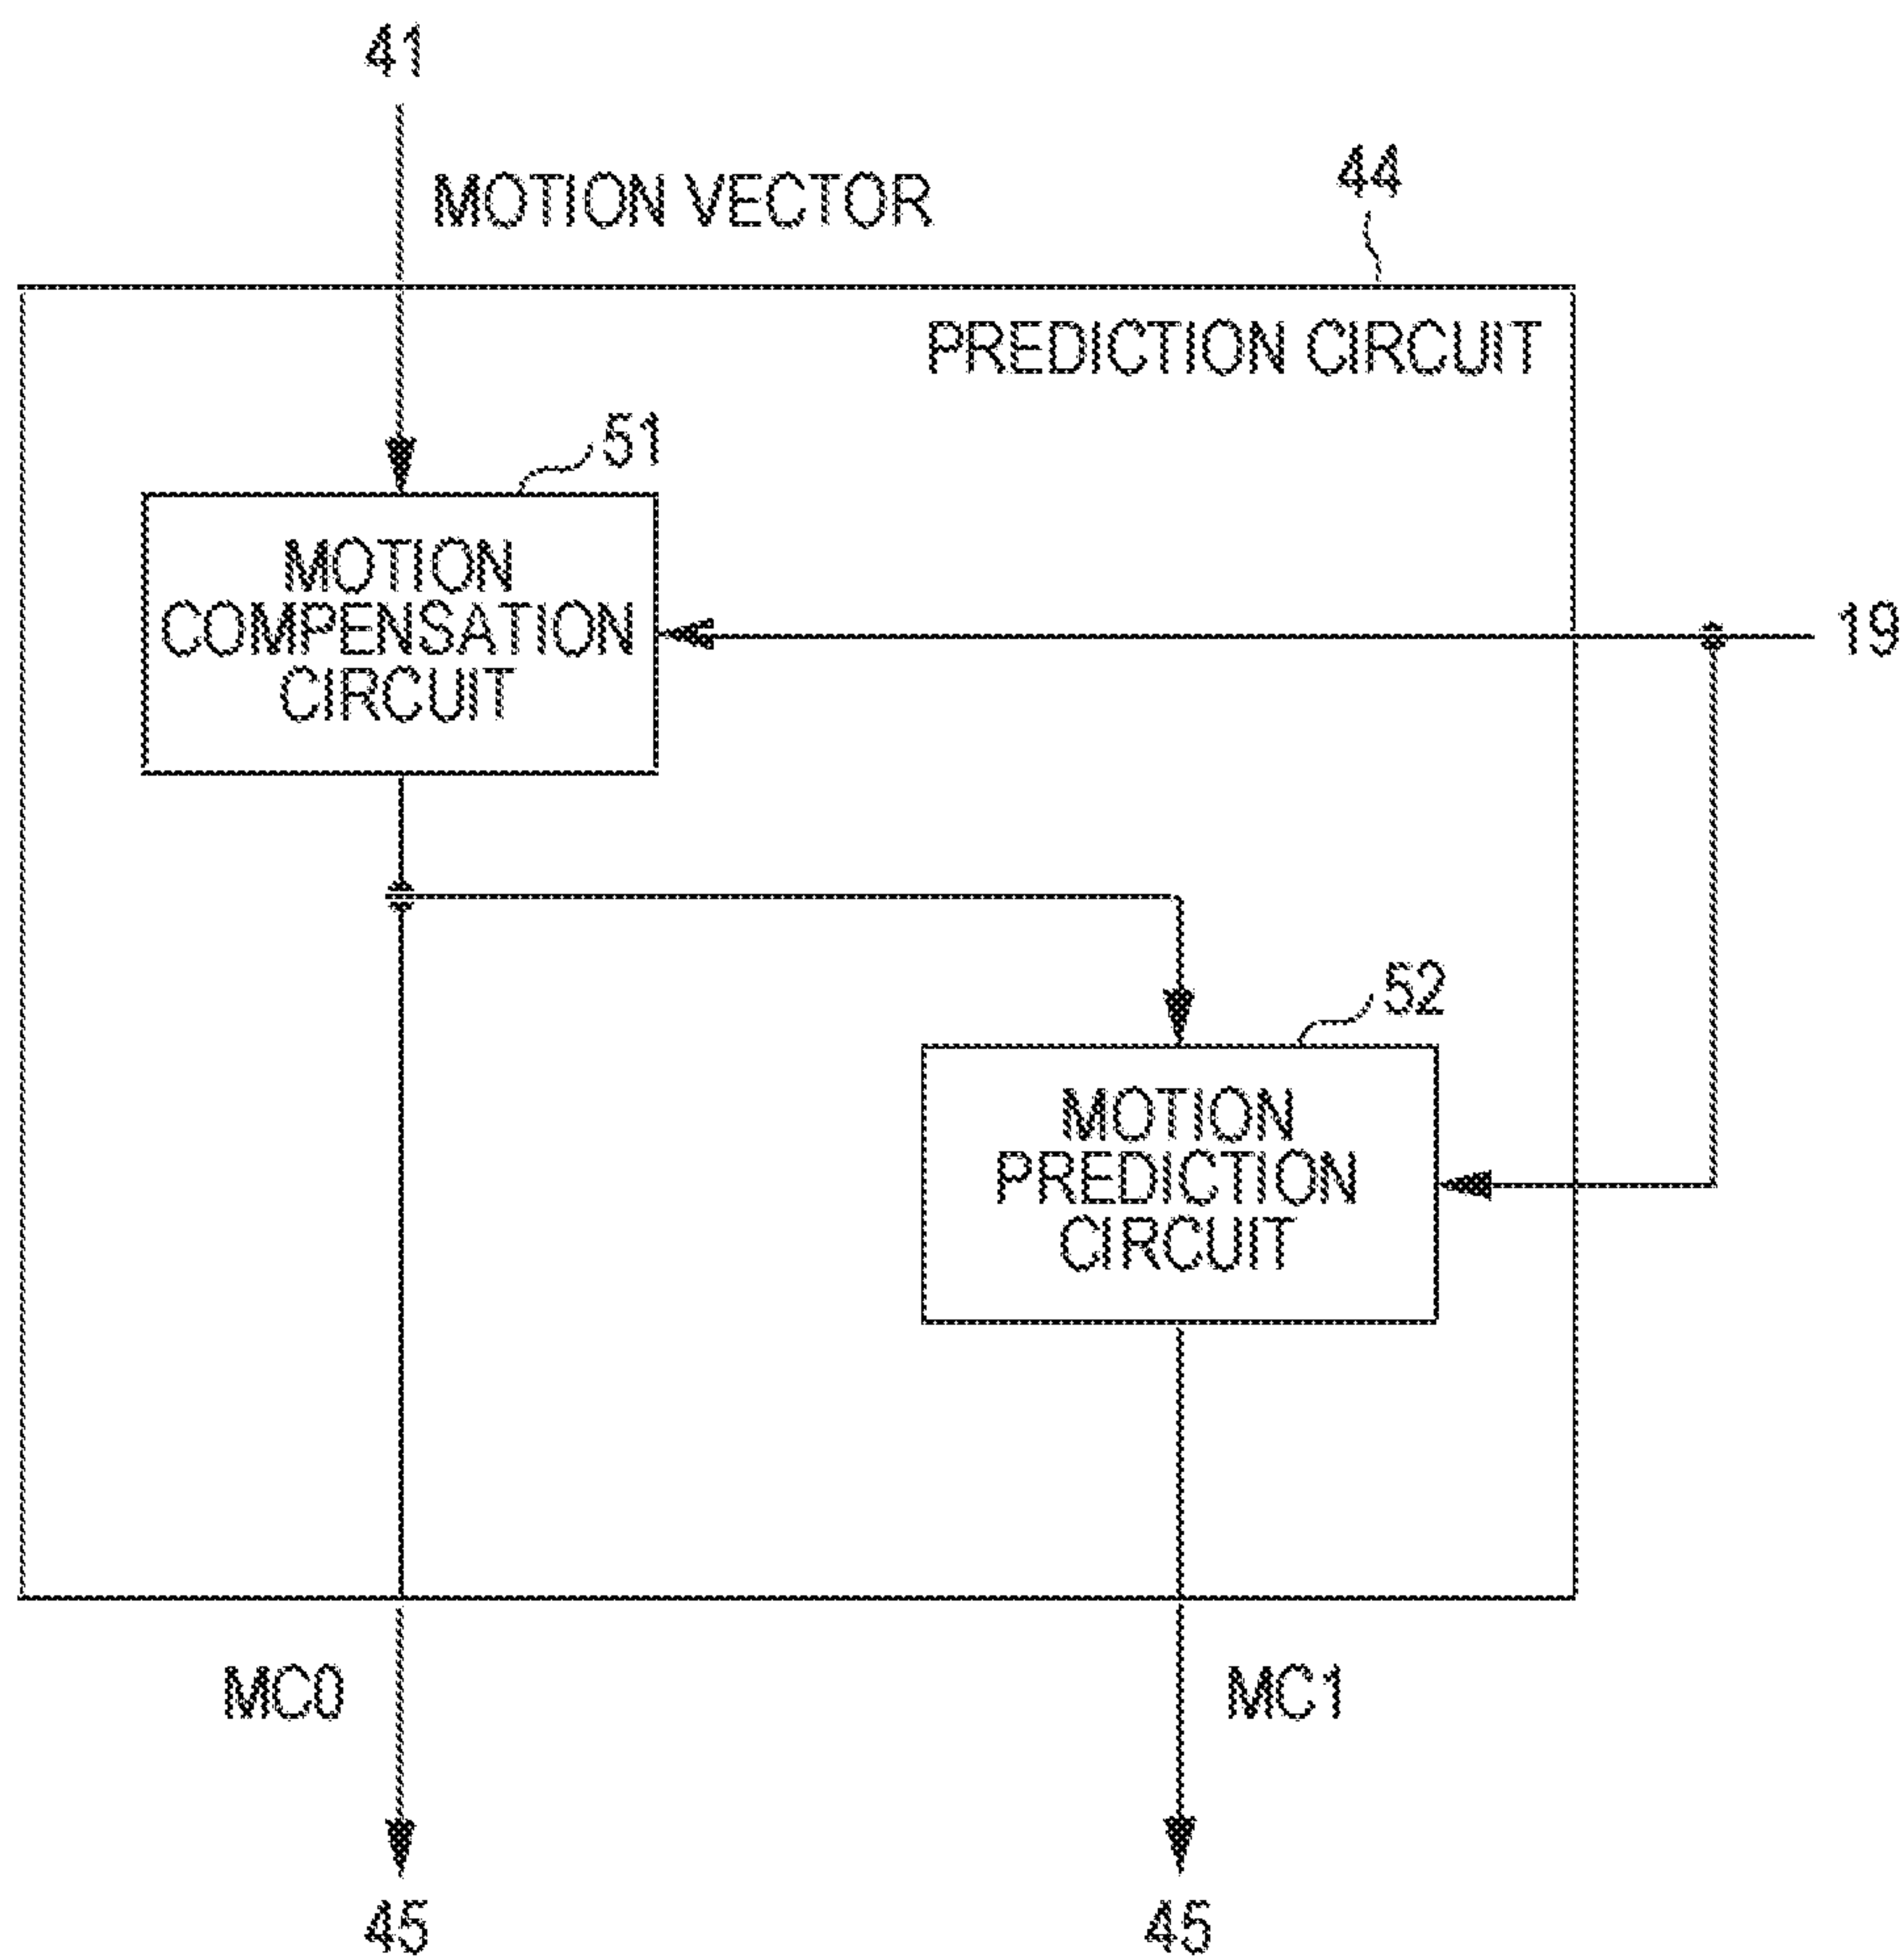 41
MOTION VECTOR
44
PREDICTION CIRCUIT
51
MOTION
COMPENSATION
CIRCUIT
19
52
MOTION
PREDICTION
CIRCUIT
MC0
MC1
45
45